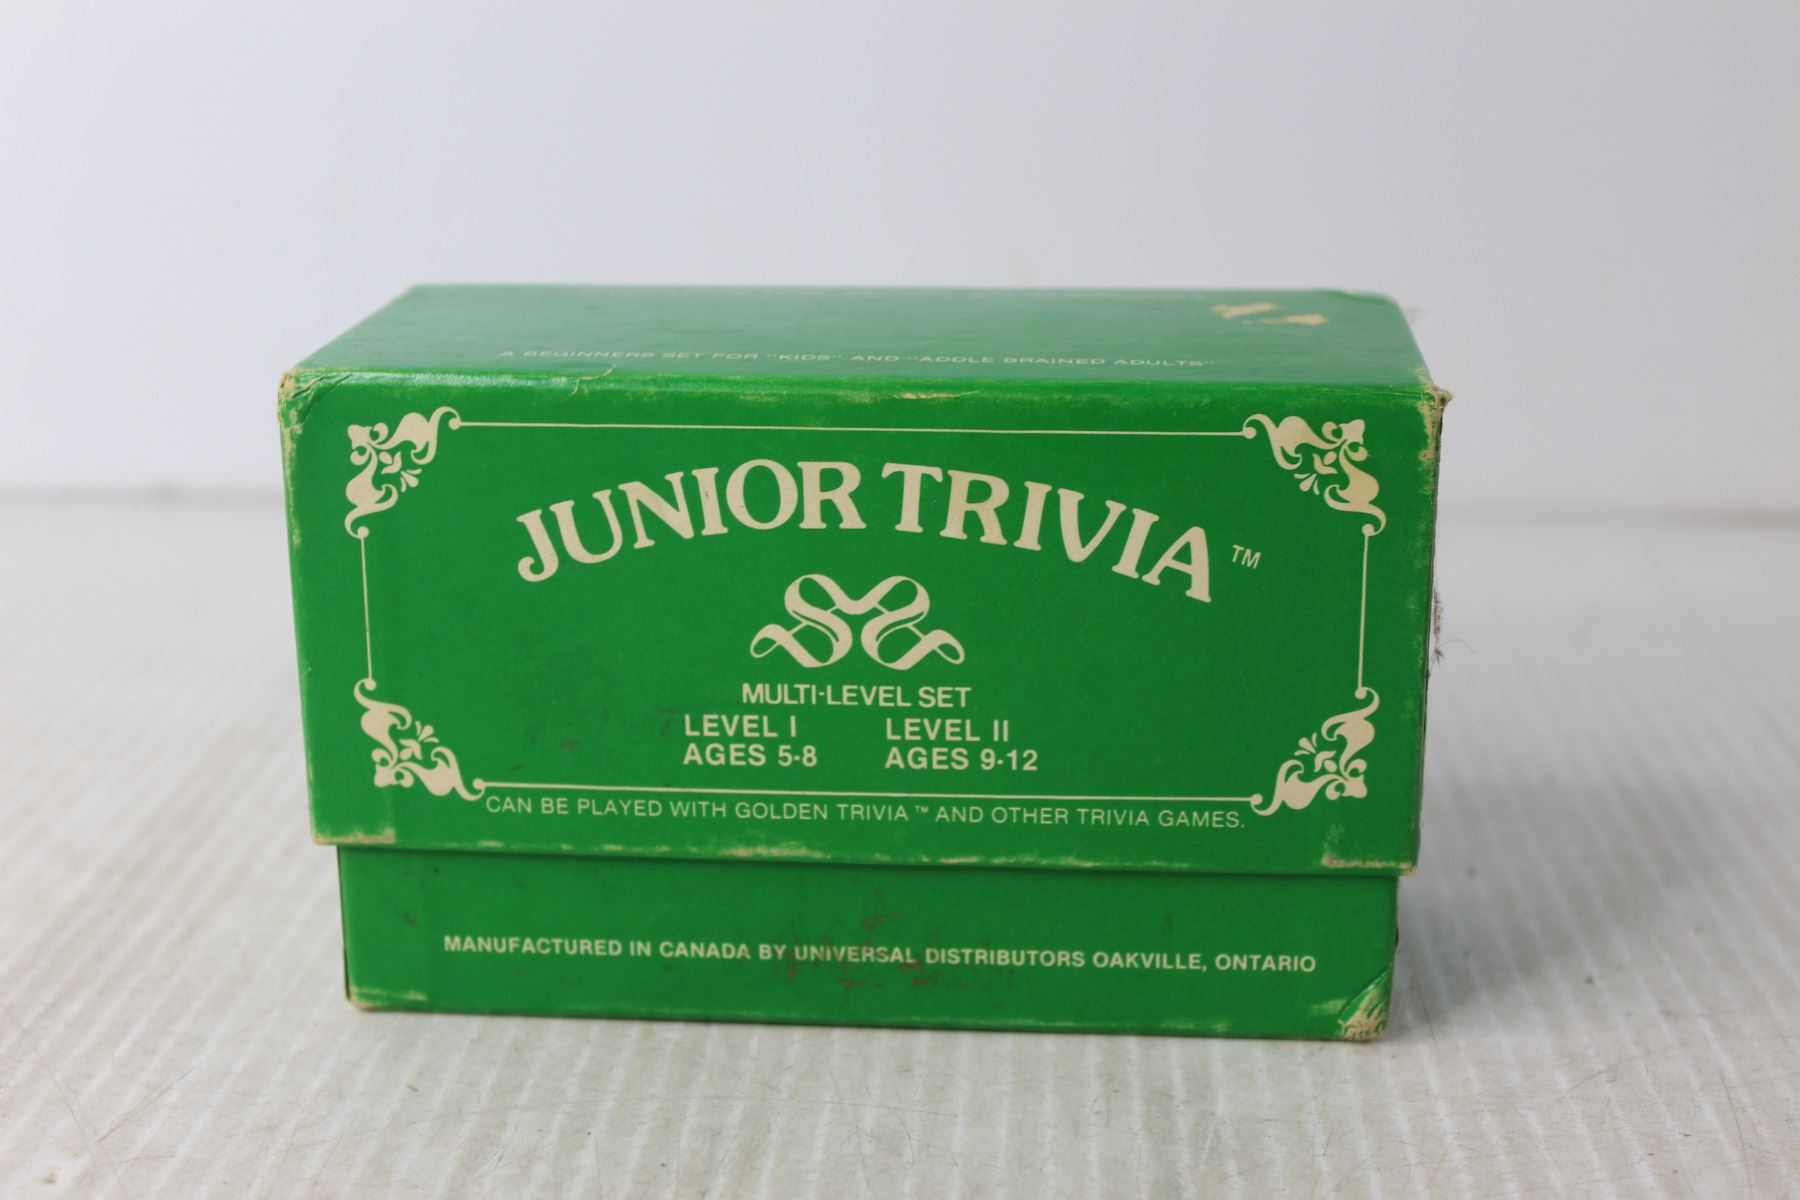 A BEGINNERS SET FOR "KIDS" AND "ADDLE BRAINED ADULTS"
JUNIOR TRIVIA™
MULTI-LEVEL SET
LEVEL I LEVEL II
AGES 5-8 AGES 9-12
CAN BE PLAYED WITH GOLDEN TRIVIA™ AND OTHER TRIVIA GAMES.
MANUFACTURED IN CANADA BY UNIVERSAL DISTRIBUTORS OAKVILLE, ONTARIO